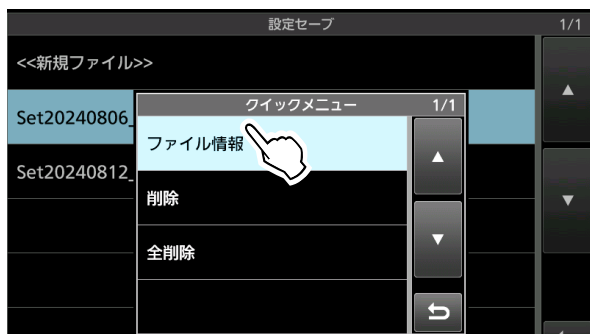 設定セーブ 1/1
<<新規ファイル>>
Set20240806_
Set20240812_
クイックメニュー 1/1
ファイル情報
削除
全削除